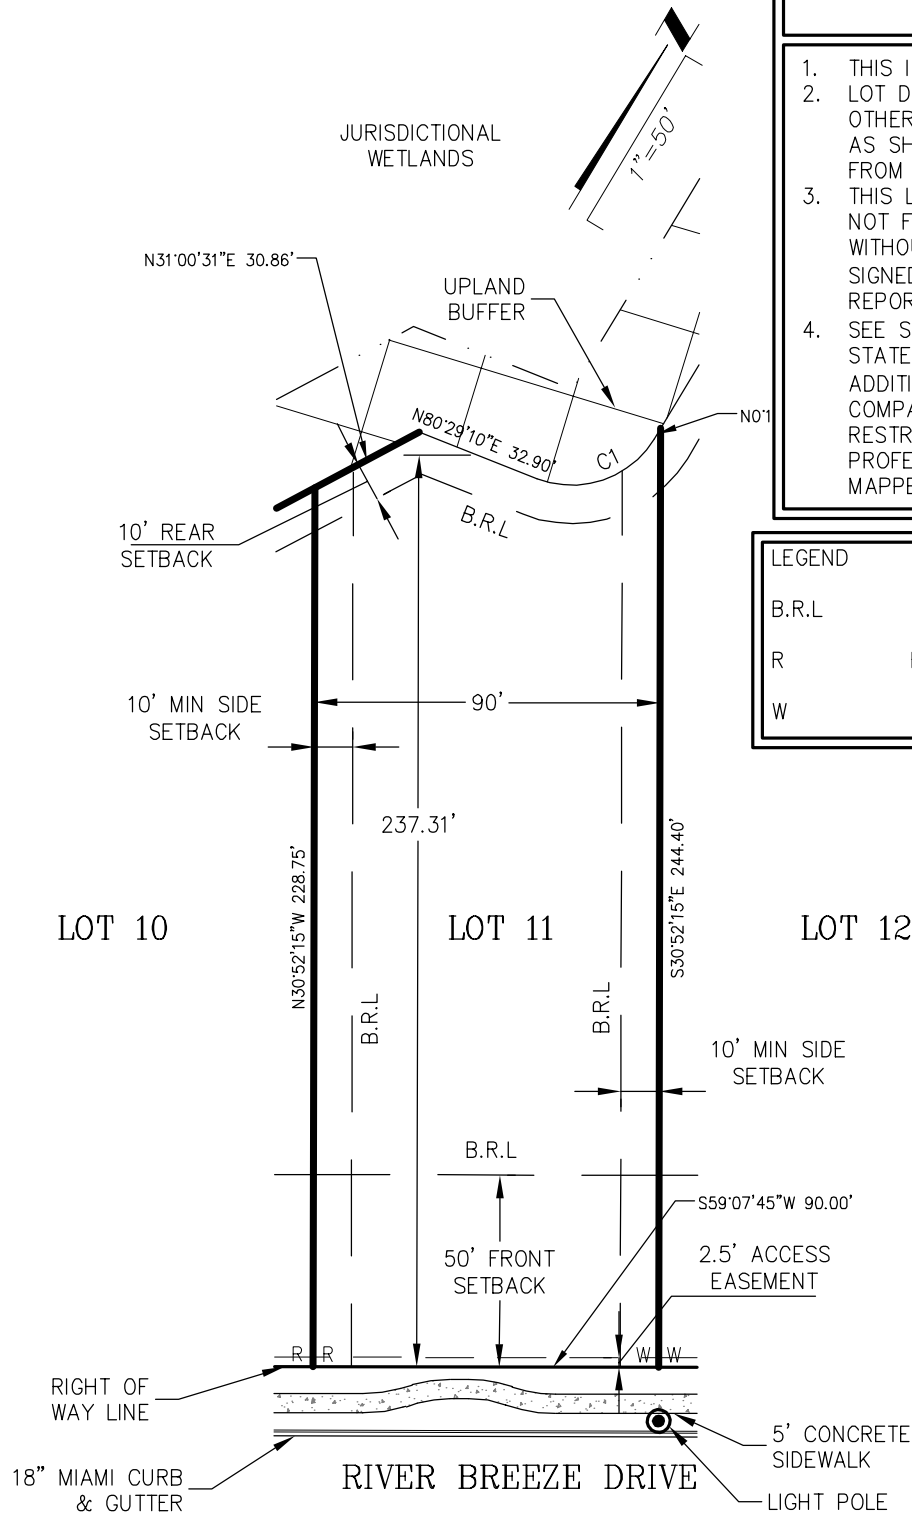 1. THIS I
2. LOT D
OTHER
AS SH
FROM
3. THIS L
NOT F
WITHOU
SIGNED
REPOR
4. SEE S
STATE
ADDITI
COMPA
RESTR
PROFE
MAPPE
JURISDICTIONAL
WETLANDS
1"=50'
N31°00'31"E 30.86'
UPLAND
BUFFER
N80°29'10"E 32.90'
C1
N0°1
B.R.L
10' REAR
SETBACK
LEGEND
B.R.L
R
W
10' MIN SIDE
SETBACK
90'
237.31'
N30°52'15"W 228.75'
S30°52'15"E 244.40'
LOT 10
LOT 11
LOT 12
B.R.L
B.R.L
10' MIN SIDE
SETBACK
B.R.L
S59°07'45"W 90.00'
50' FRONT
SETBACK
2.5' ACCESS
EASEMENT
R R
W W
RIGHT OF
WAY LINE
5' CONCRETE
SIDEWALK
18" MIAMI CURB
& GUTTER
RIVER BREEZE DRIVE
LIGHT POLE